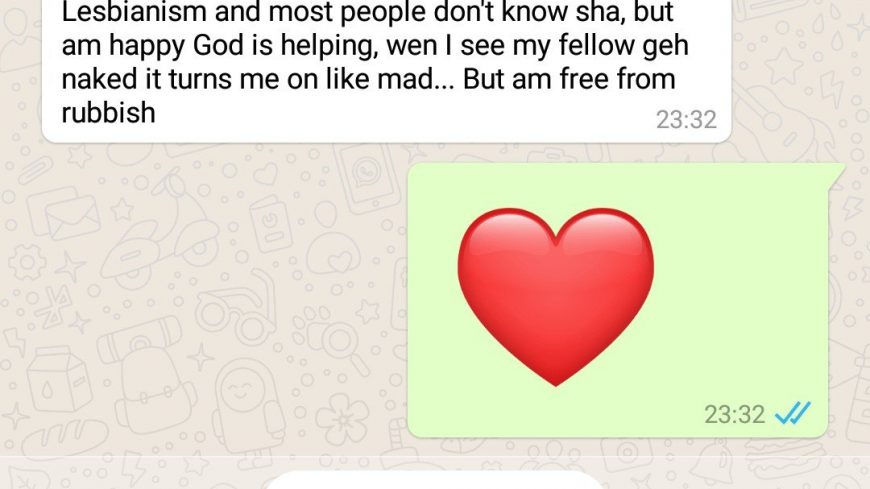 Lesbianism and most people don't know sha, but
am happy God is helping, wen I see my fellow geh
naked it turns me on like mad... But am free from
rubbish
23:32
23:32